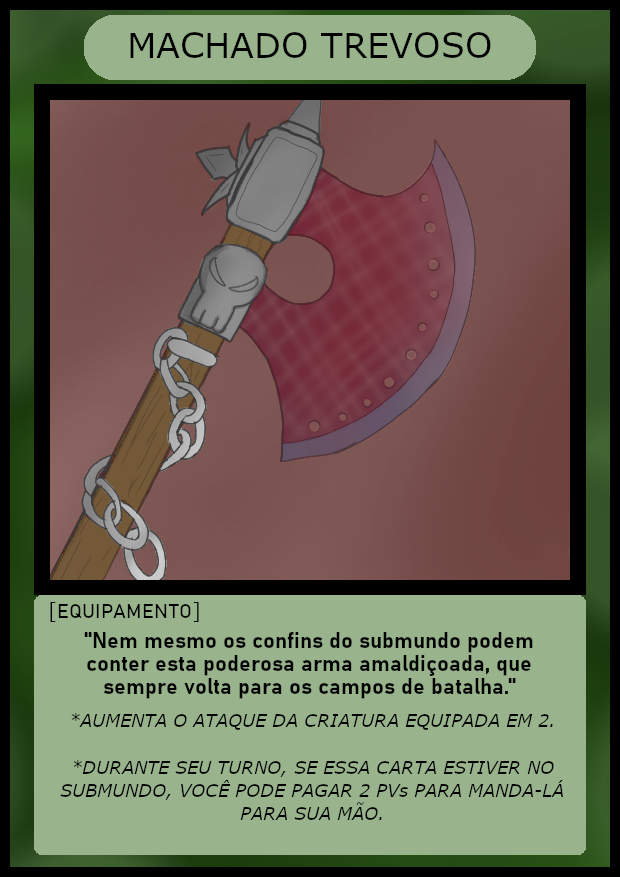 MACHADO TREVOSO
[EQUIPAMENTO]
"Nem mesmo os confins do submundo podem
conter esta poderosa arma amaldiçoada, que
sempre volta para os campos de batalha."
*AUMENTA O ATAQUE DA CRIATURA EQUIPADA EM 2.
*DURANTE SEU TURNO, SE ESSA CARTA ESTIVER NO
SUBMUNDO, VOCÊ PODE PAGAR 2 PVs PARA MANDA-LÁ
PARA SUA MÃO.